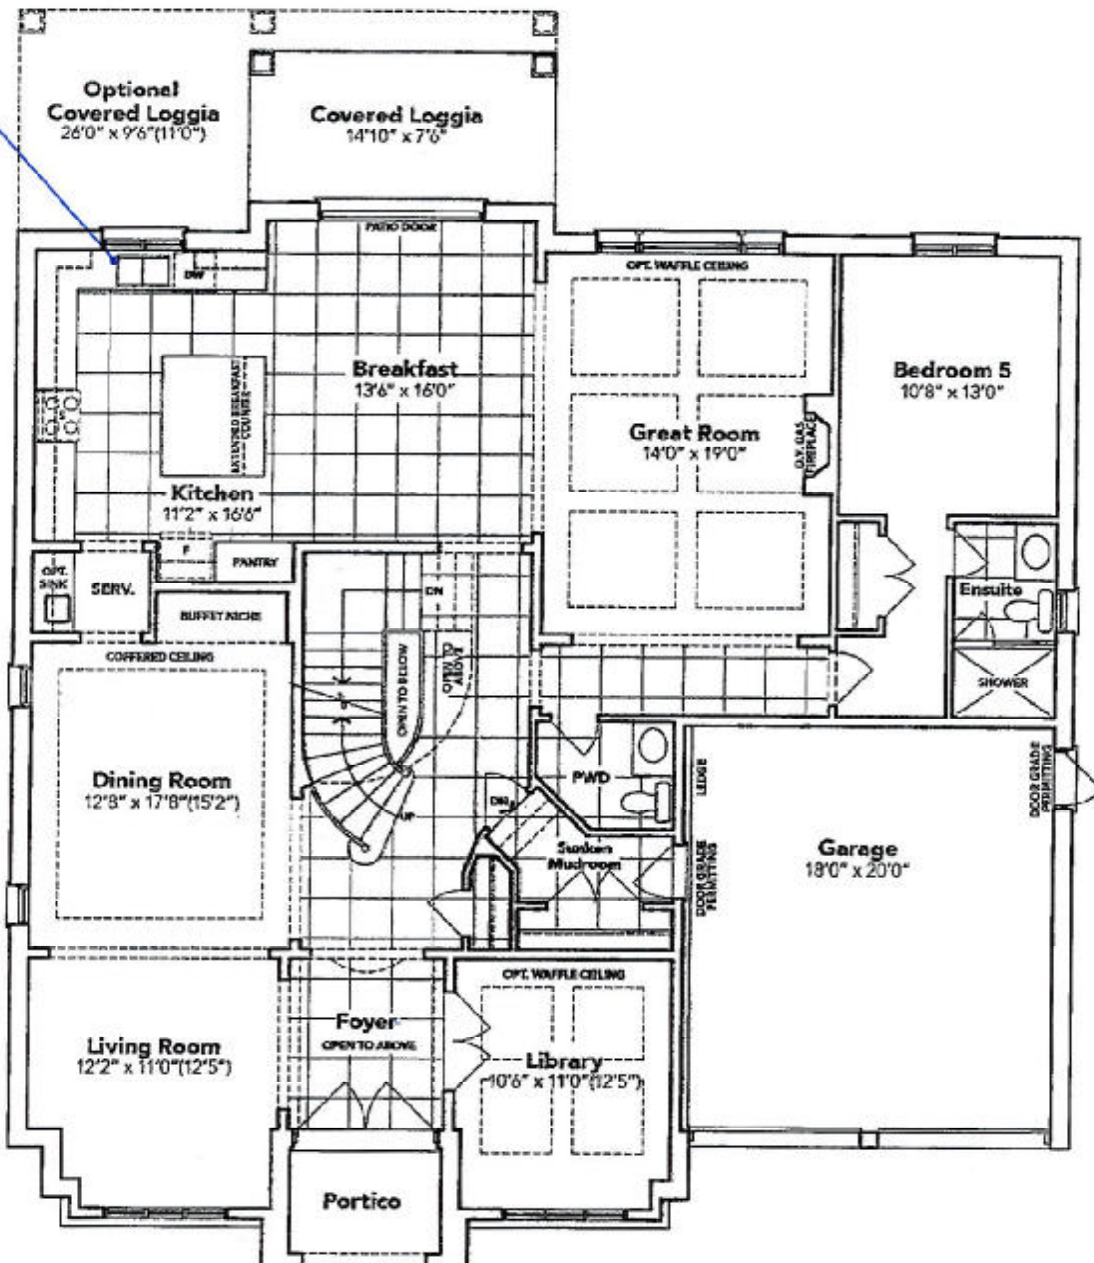 Optional
Covered Loggia
26'0" x 9'6"(11'0")
Covered Loggia
14'10" x 7'6"
PATIO DOOR
DW
OPT. WAFFLE CEILING
Breakfast
13'6" x 16'0"
EXTENDED BREAKFAST
COUNTER
Great Room
14'0" x 19'0"
O.V. GAS
FIREPLACE
Bedroom 5
10'8" x 13'0"
Kitchen
11'2" x 16'6"
F
PANTRY
OPT.
SINK
SERV.
BUFFET NICHE
DN
Ensuite
COFFERED CEILING
OPEN TO BELOW
OPEN TO
ABOVE
SHOWER
Dining Room
12'8" x 17'8"(15'2")
UP
DN
PWD
LEDGE
DOOR GRADE
PERMITTING
Sunken
Mudroom
DOOR GRADE
PERMITTING
Garage
18'0" x 20'0"
OPT. WAFFLE CEILING
Foyer
OPEN TO ABOVE
Living Room
12'2" x 11'0"(12'5")
Library
10'6" x 11'0"(12'5")
Portico